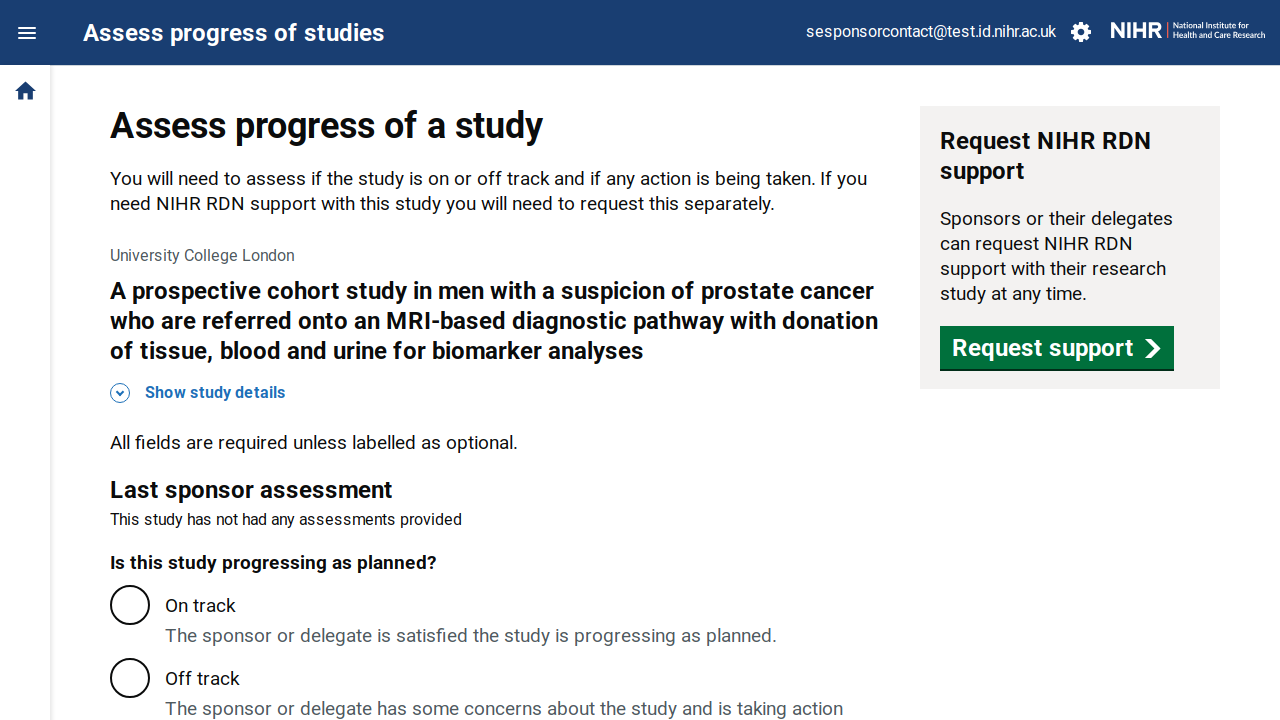 Assess progress of studies
sesponsorcontact@test.id.nihr.ac.uk
NIHR | National Institute for
Health and Care Research
Assess progress of a study
You will need to assess if the study is on or off track and if any action is being taken. If you
need NIHR RDN support with this study you will need to request this separately.
University College London
A prospective cohort study in men with a suspicion of prostate cancer
who are referred onto an MRI-based diagnostic pathway with donation
of tissue, blood and urine for biomarker analyses
Show study details
All fields are required unless labelled as optional.
Last sponsor assessment
This study has not had any assessments provided
Is this study progressing as planned?
On track
The sponsor or delegate is satisfied the study is progressing as planned.
Off track
The sponsor or delegate has some concerns about the study and is taking action
Request NIHR RDN
support
Sponsors or their delegates
can request NIHR RDN
support with their research
study at any time.
Request support